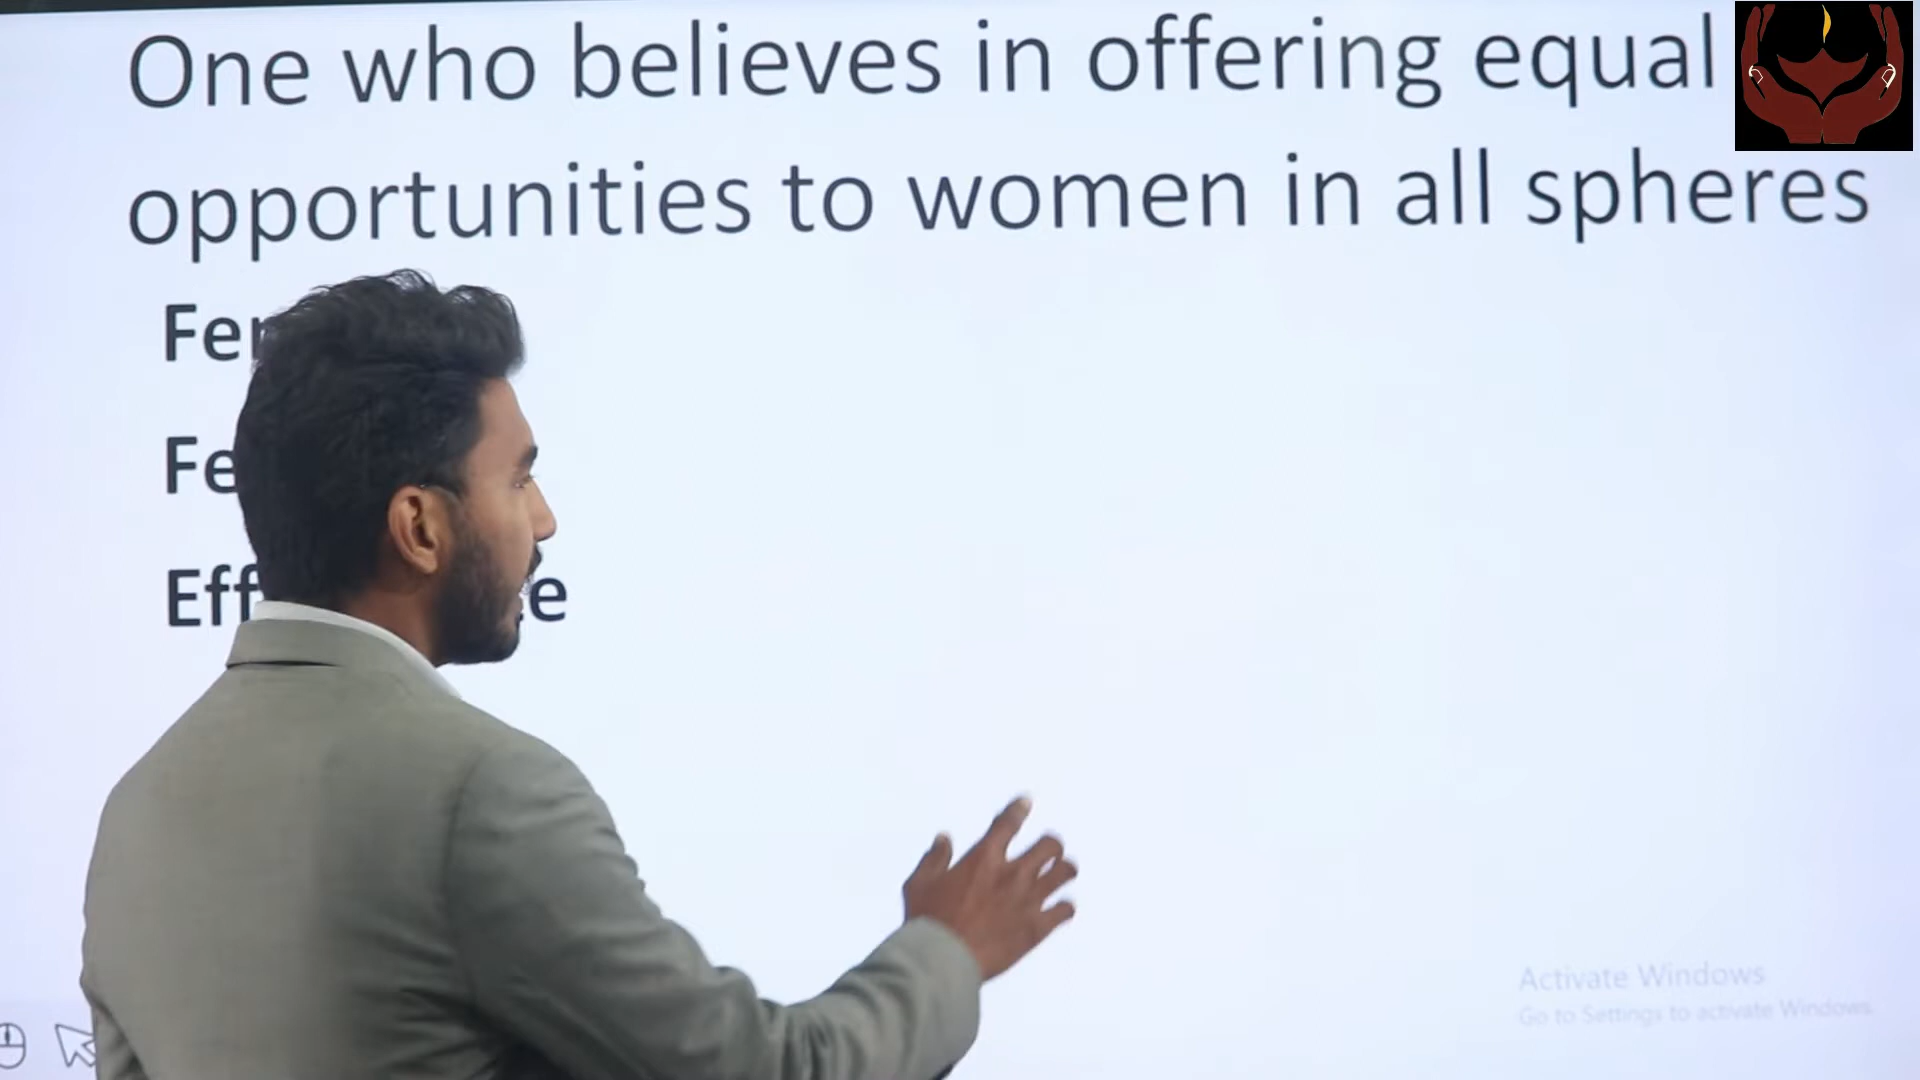 One who believes in offering equal
opportunities to women in all spheres
Activate Windows
Go to Settings to activate Windows.